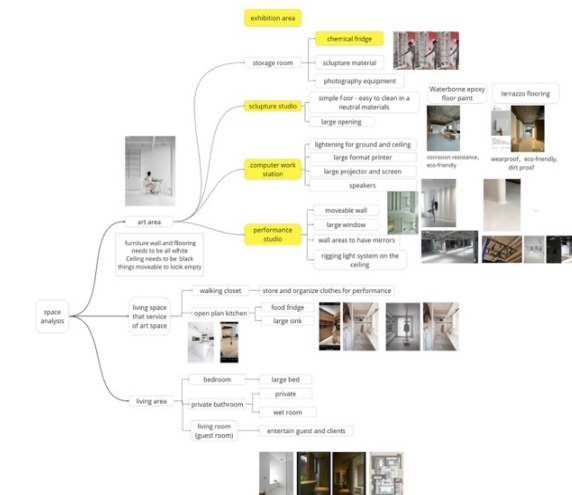 exhibition area
chemical fridge
storage room
sclupture material
photography equipment
sclupture studio
simple floor - easy to clean in a
neutral materials
large opening
Waterborne epoxy
floor paint
terrazzo flooring
corrosion resistance,
eco-friendly
wearproof, eco-friendly,
dirt proof
computer work
station
lightening for ground and ceiling
large format printer
large projector and screen
speakers
art area
furniture wall and fllooring
needs to be all white
Ceiling needs to be black
things moveable to look empty
performance
studio
moveable wall
large window
wall areas to have mirrors
rigging light system on the
ceiling
space
analysis
living space
that service
of art space
walking closet
store and organize clothes for performance
open plan kitchen
food fridge
large sink
living area
bedroom
large bed
private bathroom
private
wet room
living room
(guest room)
entertain guest and clients